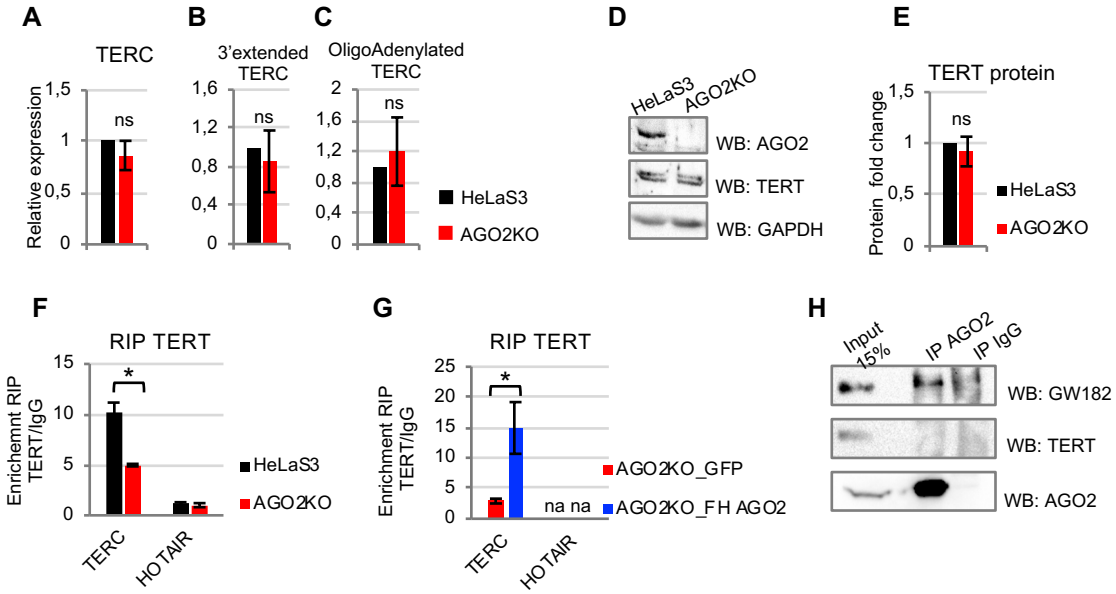 A
TERC
Relative expression
1,5
1
0,5
0
ns
B
3'extended
TERC
1,6
1,2
0,8
0,4
0
ns
C
OligoAdenylated
TERC
2
1,6
1,2
0,8
0,4
0
ns
HeLaS3
AGO2KO
D
HeLaS3
AGO2KO
WB: AGO2
WB: TERT
WB: GAPDH
E
TERT protein
Protein fold change
1,5
1
0,5
0
ns
HeLaS3
AGO2KO
F
RIP TERT
Enrichemnt RIP
TERT/IgG
15
10
5
0
*
TERC
HOTAIR
HeLaS3
AGO2KO
G
RIP TERT
Enrichment RIP
TERT/IgG
25
20
15
10
5
0
*
na na
TERC
HOTAIR
AGO2KO_GFP
AGO2KO_FH AGO2
H
Input
15%
IP AGO2
IP IgG
WB: GW182
WB: TERT
WB: AGO2